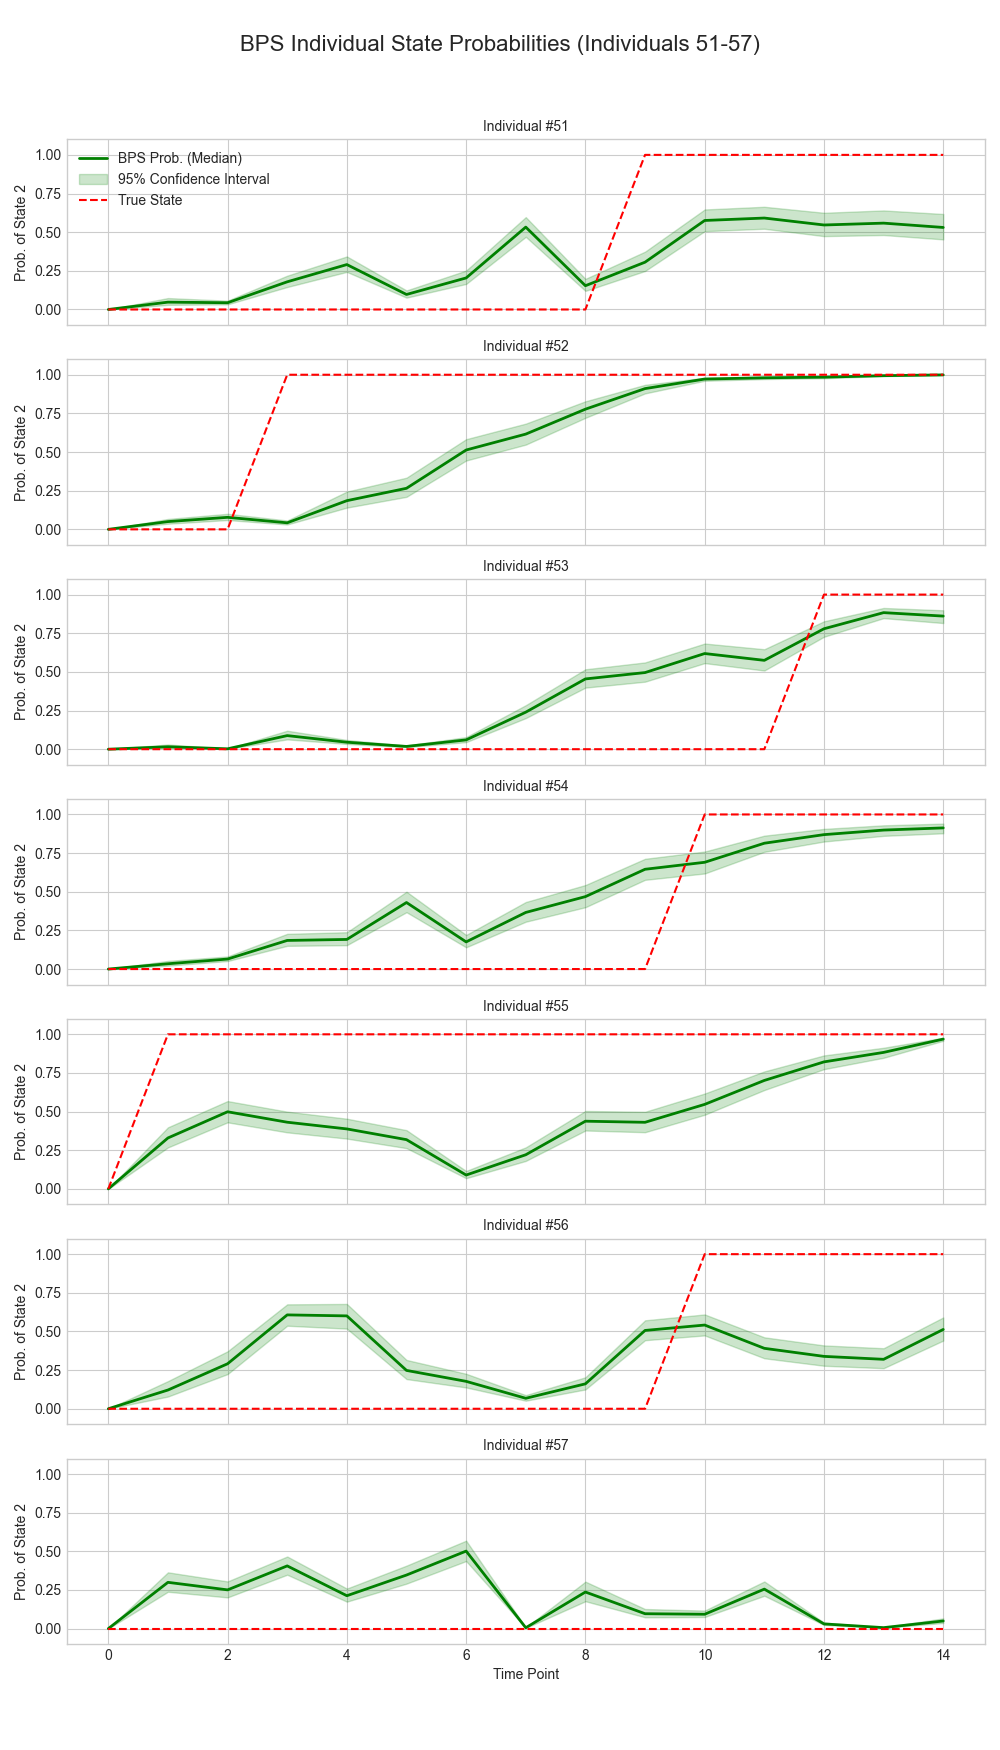 BPS Individual State Probabilities (Individuals 51-57)
Individual #51
BPS Prob. (Median)
95% Confidence Interval
True State
Prob. of State 2
1.00
0.75
0.50
0.25
0.00
Individual #52
Prob. of State 2
1.00
0.75
0.50
0.25
0.00
Individual #53
Prob. of State 2
1.00
0.75
0.50
0.25
0.00
Individual #54
Prob. of State 2
1.00
0.75
0.50
0.25
0.00
Individual #55
Prob. of State 2
1.00
0.75
0.50
0.25
0.00
Individual #56
Prob. of State 2
1.00
0.75
0.50
0.25
0.00
Individual #57
Prob. of State 2
1.00
0.75
0.50
0.25
0.00
0 2 4 6 8 10 12 14
Time Point